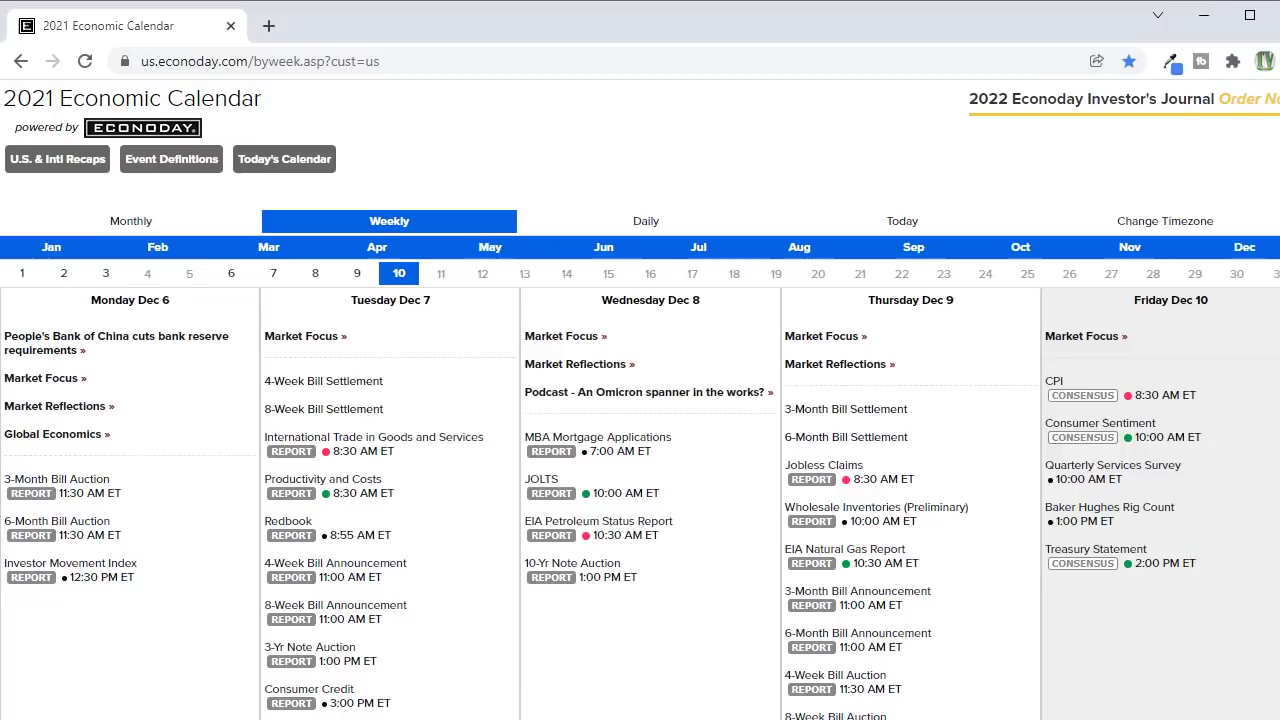 2021 Economic Calendar
us.econoday.com/byweek.asp?cust=us
2021 Economic Calendar
2022 Econoday Investor's Journal Order
powered by ECONODAY.
U.S. & Intl Recaps Event Definitions Today's Calendar
Monthly Weekly Daily Today Change Timezone
Jan Feb Mar Apr May Jun Jul Aug Sep Oct Nov Dec
1 2 3 4 5 6 7 8 9 10 11 12 13 14 15 16 17 18 19 20 21 22 23 24 25 26 27 28 29 30
Monday Dec 6
People's Bank of China cuts bank reserve
requirements »
Market Focus »
Market Reflections »
Global Economics »
3-Month Bill Auction
REPORT 11:30 AM ET
6-Month Bill Auction
REPORT 11:30 AM ET
Investor Movement Index
REPORT 12:30 PM ET
Tuesday Dec 7
Market Focus »
4-Week Bill Settlement
8-Week Bill Settlement
International Trade in Goods and Services
REPORT 8:30 AM ET
Productivity and Costs
REPORT 8:30 AM ET
Redbook
REPORT 8:55 AM ET
4-Week Bill Announcement
REPORT 11:00 AM ET
8-Week Bill Announcement
REPORT 11:00 AM ET
3-Yr Note Auction
REPORT 1:00 PM ET
Consumer Credit
REPORT 3:00 PM ET
Wednesday Dec 8
Market Focus »
Market Reflections »
Podcast - An Omicron spanner in the works? »
MBA Mortgage Applications
REPORT 7:00 AM ET
JOLTS
REPORT 10:00 AM ET
EIA Petroleum Status Report
REPORT 10:30 AM ET
10-Yr Note Auction
REPORT 1:00 PM ET
Thursday Dec 9
Market Focus »
Market Reflections »
3-Month Bill Settlement
6-Month Bill Settlement
Jobless Claims
REPORT 8:30 AM ET
Wholesale Inventories (Preliminary)
REPORT 10:00 AM ET
EIA Natural Gas Report
REPORT 10:30 AM ET
3-Month Bill Announcement
REPORT 11:00 AM ET
6-Month Bill Announcement
REPORT 11:00 AM ET
4-Week Bill Auction
REPORT 11:30 AM ET
8-Week Bill Auction
Friday Dec 10
Market Focus »
CPI
CONSENSUS 8:30 AM ET
Consumer Sentiment
CONSENSUS 10:00 AM ET
Quarterly Services Survey
10:00 AM ET
Baker Hughes Rig Count
1:00 PM ET
Treasury Statement
CONSENSUS 2:00 PM ET